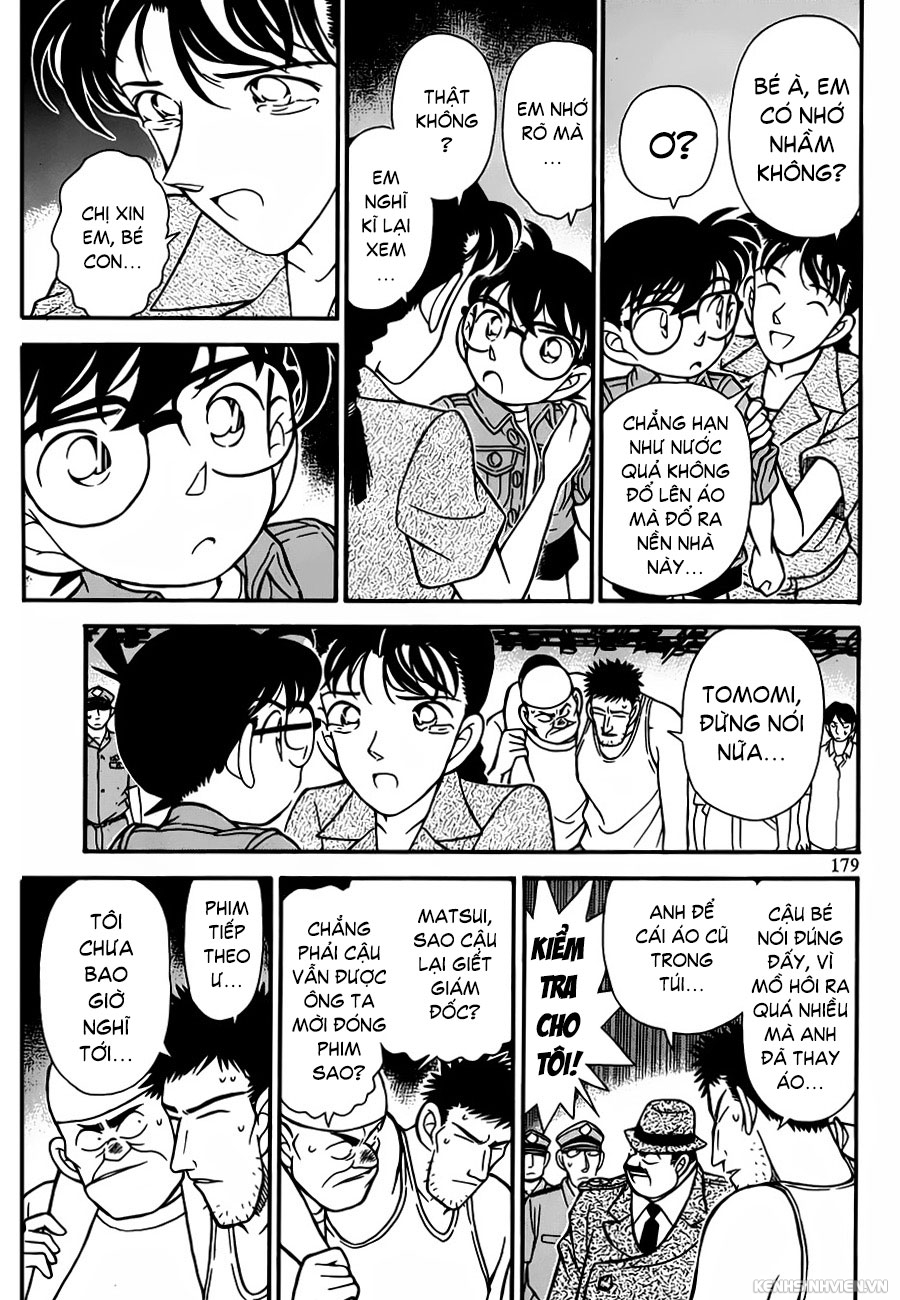 BÉ À, EM
CÓ NHỚ
NHẦM
KHÔNG?
Ơ?
CHẲNG HẠN
NHƯ NƯỚC
QUẢ KHÔNG
ĐỔ LÊN ÁO
MÀ ĐỔ RA
NỀN NHÀ
NÀY...
EM NHỚ
RÕ MÀ
...
THẬT
KHÔNG
?
EM
NGHĨ
KĨ LẠI
XEM
...
CHỊ XIN
EM, BÉ
CON...
TOMOMI,
ĐỪNG NÓI
NỮA...
179
CẬU BÉ
NÓI ĐÚNG
ĐẤY, VÌ
MỒ HÔI RA
QUÁ NHIỀU
MÀ ANH
ĐÃ THAY
ÁO...
ANH ĐỂ
CÁI ÁO CŨ
TRONG
TÚI...
KIỂM
TRA
CHO
TÔI!
MATSUI,
SAO CẬU
LẠI GIẾT
GIÁM
ĐỐC?
CHẲNG
PHẢI CẬU
VẪN ĐƯỢC
ÔNG TA
MỜI ĐÓNG
PHIM
SAO?
PHIM
TIẾP
THEO
Ư...
TÔI
CHƯA
BAO
GIỜ
NGHĨ
TỚI...
KENHSINHVIEN.VN